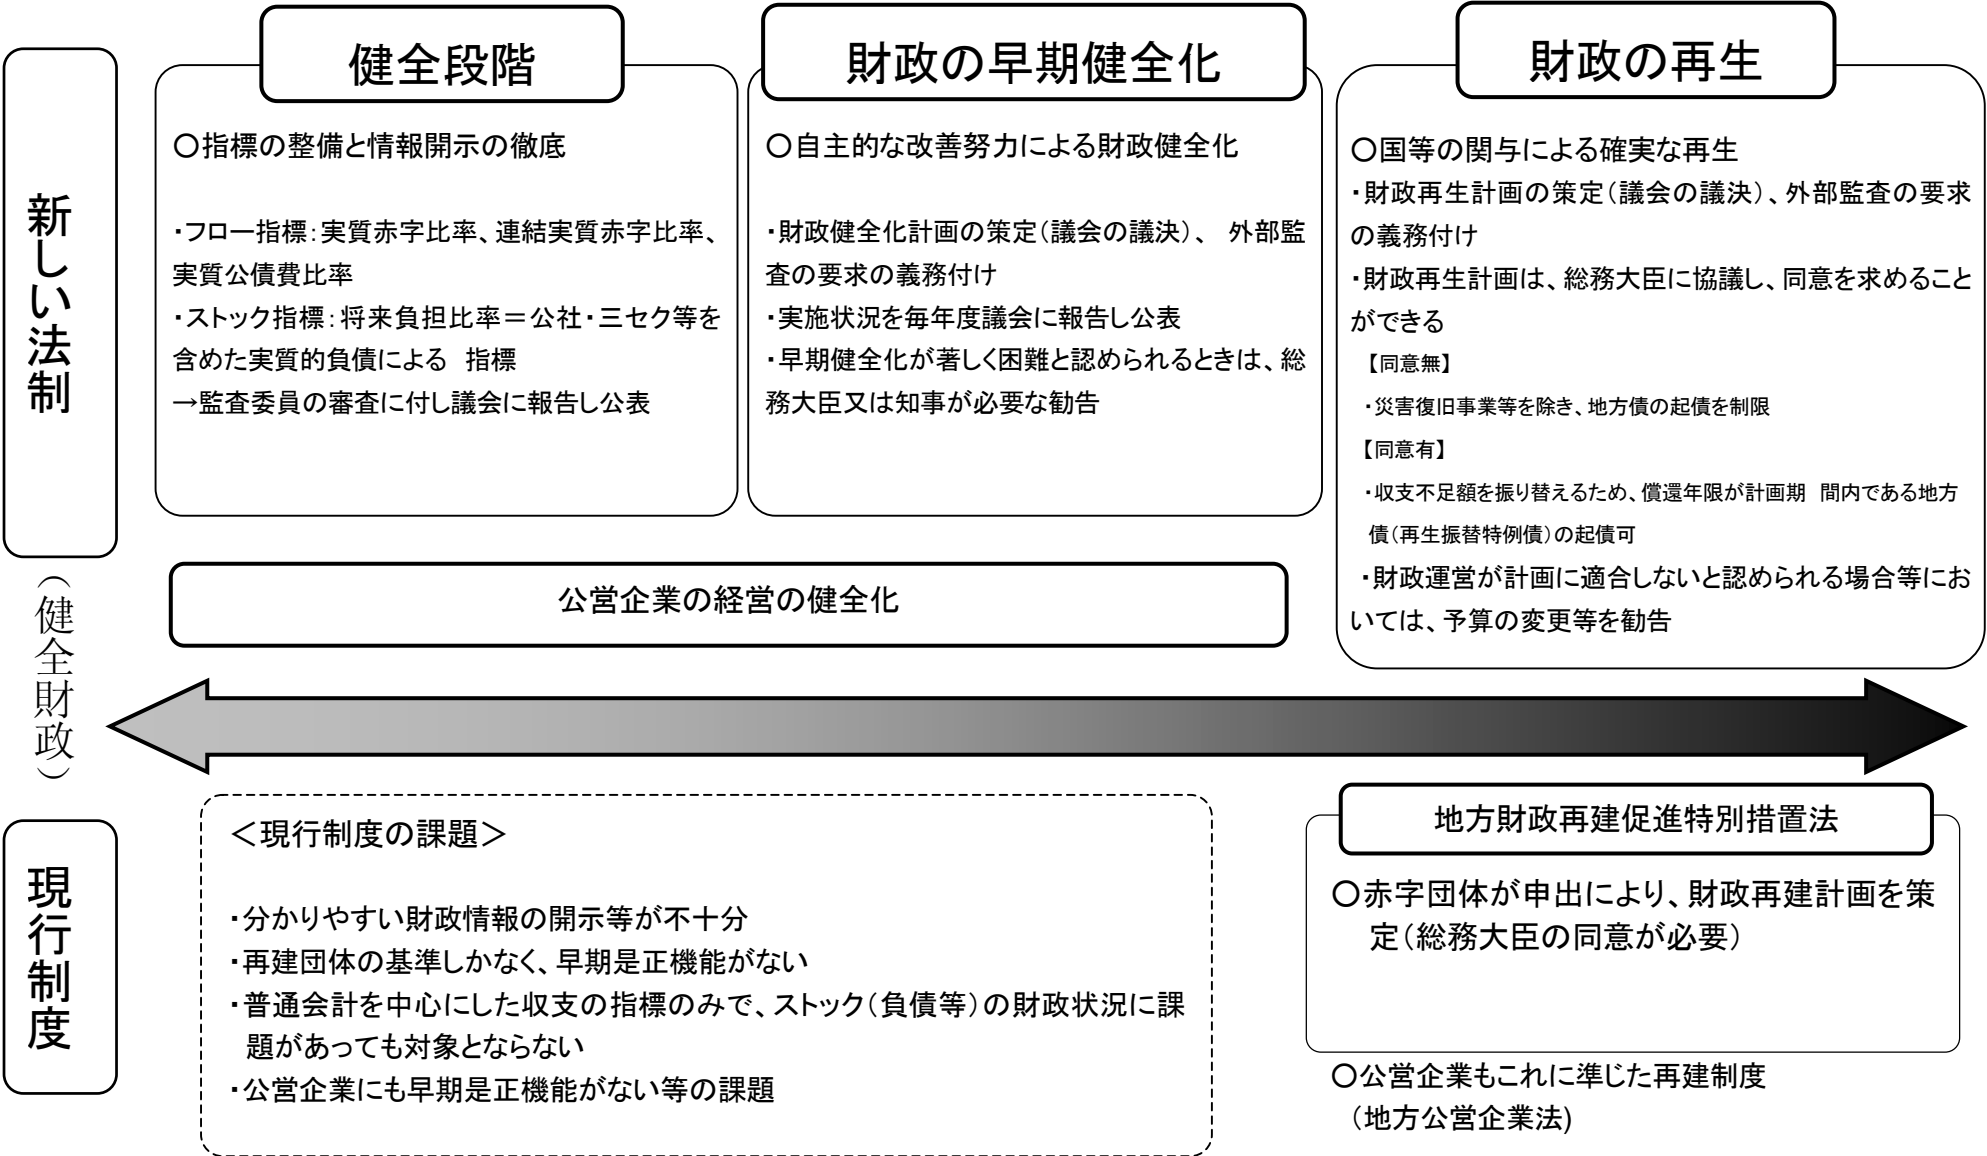 新しい法制
健全段階
〇指標の整備と情報開示の徹底
・フロー指標：実質赤字比率、連結実質赤字比率、
実質公債費比率
・ストック指標：将来負担比率＝公社・三セク等を
含めた実質的負債による　指標
→監査委員の審査に付し議会に報告し公表
財政の早期健全化
〇自主的な改善努力による財政健全化
・財政健全化計画の策定（議会の議決）、　外部監
査の要求の義務付け
・実施状況を毎年度議会に報告し公表
・早期健全化が著しく困難と認められるときは、総
務大臣又は知事が必要な勧告
財政の再生
〇国等の関与による確実な再生
・財政再生計画の策定（議会の議決）、外部監査の要求
の義務付け
・財政再生計画は、総務大臣に協議し、同意を求めること
ができる
【同意無】
・災害復旧事業等を除き、地方債の起債を制限
【同意有】
・収支不足額を振り替えるため、償還年限が計画期　間内である地方
債（再生振替特例債）の起債可
・財政運営が計画に適合しないと認められる場合等にお
いては、予算の変更等を勧告
公営企業の経営の健全化
（健全財政）
現行制度
＜現行制度の課題＞
・分かりやすい財政情報の開示等が不十分
・再建団体の基準しかなく、早期是正機能がない
・普通会計を中心にした収支の指標のみで、ストック（負債等）の財政状況に課
題があっても対象とならない
・公営企業にも早期是正機能がない等の課題
地方財政再建促進特別措置法
〇赤字団体が申出により、財政再建計画を策
定（総務大臣の同意が必要）
〇公営企業もこれに準じた再建制度
（地方公営企業法)